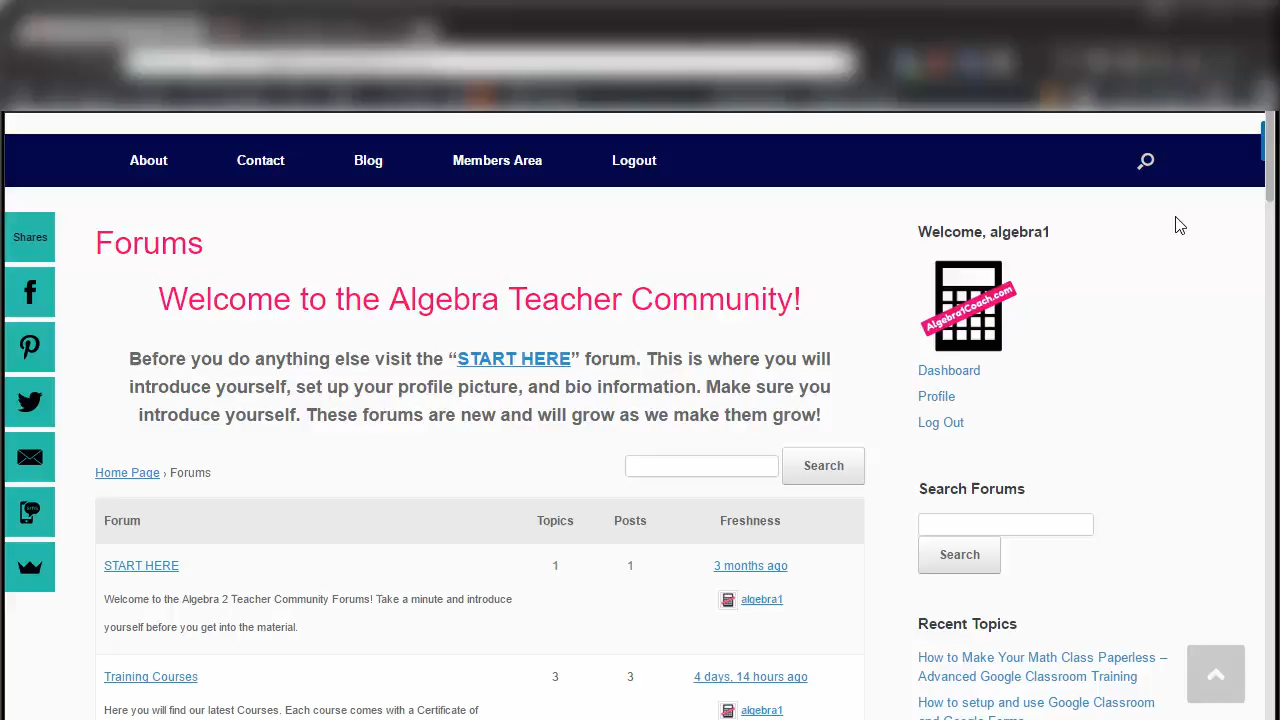 About
Contact
Blog
Members Area
Logout
Shares
Forums
Welcome to the Algebra Teacher Community!
Before you do anything else visit the “START HERE” forum. This is where you will
introduce yourself, set up your profile picture, and bio information. Make sure you
introduce yourself. These forums are new and will grow as we make them grow!
Home Page › Forums
Search
Forum
Topics
Posts
Freshness
START HERE
1
1
3 months ago
Welcome to the Algebra 2 Teacher Community Forums! Take a minute and introduce
yourself before you get into the material.
algebra1
Training Courses
3
3
4 days, 14 hours ago
Here you will find our latest Courses. Each course comes with a Certificate of
algebra1
Welcome, algebra1
Algebra1Coach.com
Dashboard
Profile
Log Out
Search Forums
Search
Recent Topics
How to Make Your Math Class Paperless –
Advanced Google Classroom Training
How to setup and use Google Classroom
and Google Forms